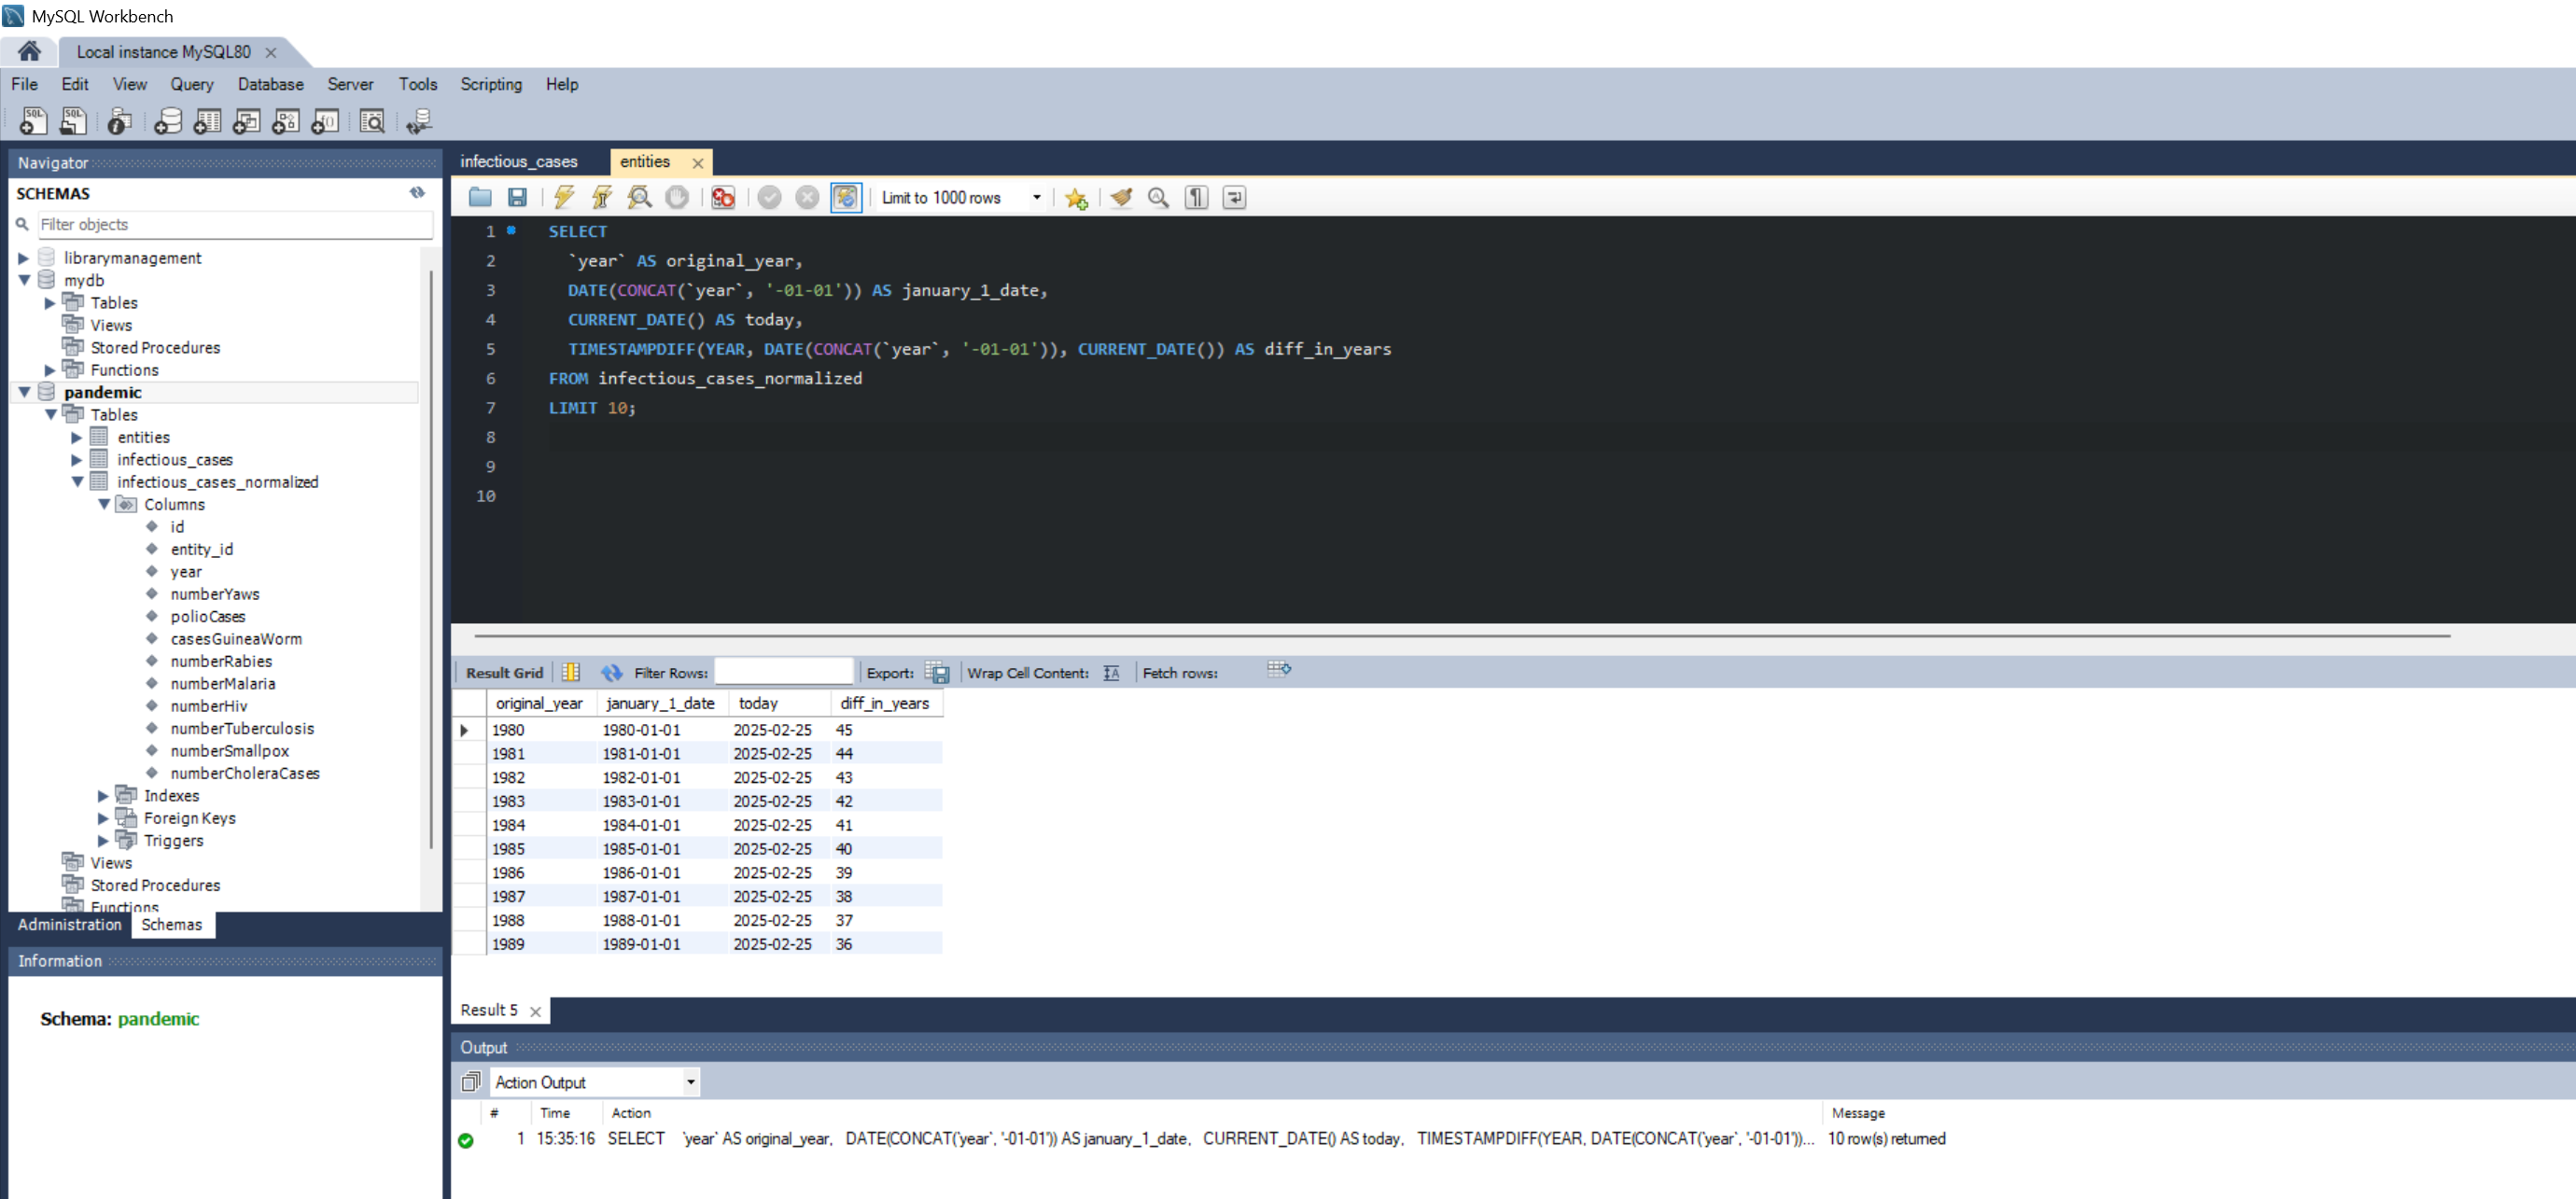 MySQL Workbench
Local instance MySQL80
File Edit View Query Database Server Tools Scripting Help
Navigator
SCHEMAS
Filter objects
librarymanagement
mydb
Tables
Views
Stored Procedures
Functions
pandemic
Tables
entities
infectious_cases
infectious_cases_normalized
Columns
id
entity_id
year
numberYaws
polioCases
casesGuineaWorm
numberRabies
numberMalaria
numberHiv
numberTuberculosis
numberSmallpox
numberCholeraCases
Indexes
Foreign Keys
Triggers
Views
Stored Procedures
Functions
Administration Schemas
Information
Schema: pandemic
infectious_cases entities
Limit to 1000 rows
1 SELECT
2 `year` AS original_year,
3 DATE(CONCAT(`year`, '-01-01')) AS january_1_date,
4 CURRENT_DATE() AS today,
5 TIMESTAMPDIFF(YEAR, DATE(CONCAT(`year`, '-01-01')), CURRENT_DATE()) AS diff_in_years
6 FROM infectious_cases_normalized
7 LIMIT 10;
8
9
10
Result Grid Filter Rows: Export: Wrap Cell Content: Fetch rows:
original_year january_1_date today diff_in_years
1980 1980-01-01 2025-02-25 45
1981 1981-01-01 2025-02-25 44
1982 1982-01-01 2025-02-25 43
1983 1983-01-01 2025-02-25 42
1984 1984-01-01 2025-02-25 41
1985 1985-01-01 2025-02-25 40
1986 1986-01-01 2025-02-25 39
1987 1987-01-01 2025-02-25 38
1988 1988-01-01 2025-02-25 37
1989 1989-01-01 2025-02-25 36
Result 5
Output
Action Output
# Time Action Message
1 15:35:16 SELECT `year` AS original_year, DATE(CONCAT(`year`, '-01-01')) AS january_1_date, CURRENT_DATE() AS today, TIMESTAMPDIFF(YEAR, DATE(CONCAT(`year`, '-01-01'))... 10 row(s) returned